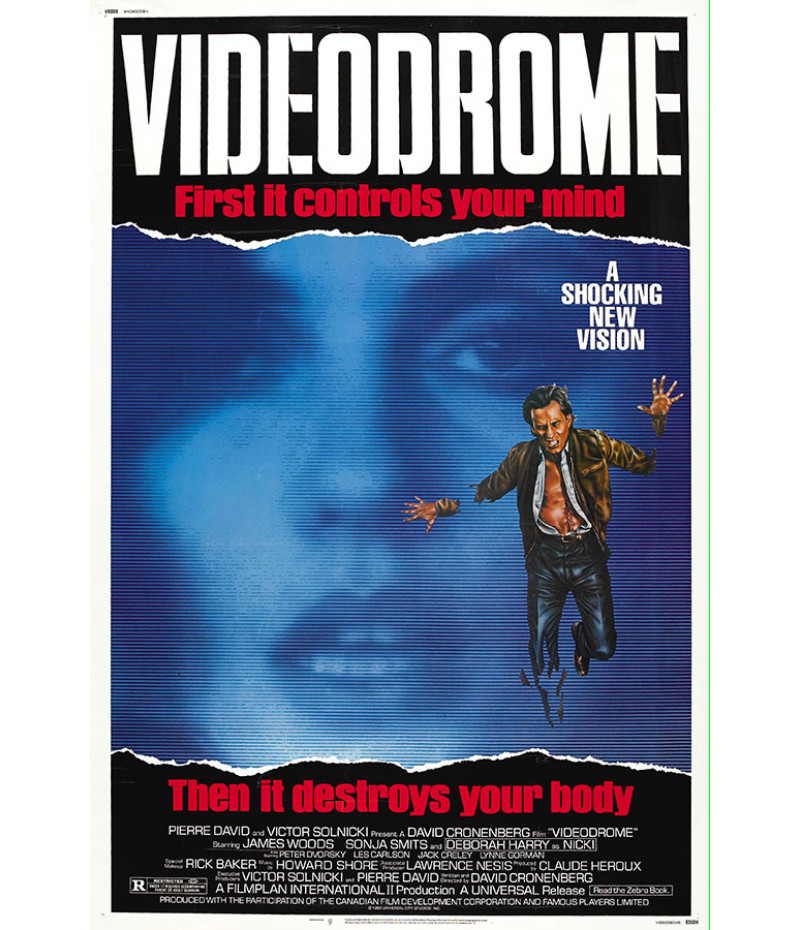 VIDEODROME
First it controls your mind
A
SHOCKING
NEW
VISION
Then it destroys your body
PIERRE DAVID and VICTOR SOLNICKI Present A DAVID CRONENBERG Film "VIDEODROME"
Starring JAMES WOODS SONJA SMITS and DEBORAH HARRY as NICKI
PETER DVORSKY LES CARLSON JACK CRELEY LYNNE GORMAN
Special Makeup RICK BAKER Music by HOWARD SHORE Associate Producer LAWRENCE NESIS Produced by CLAUDE HEROUX
Executive Producers VICTOR SOLNICKI and PIERRE DAVID Written and Directed by DAVID CRONENBERG
R RESTRICTED A FILMPLAN INTERNATIONAL II Production A UNIVERSAL Release Read the Zebra Book.
PRODUCED WITH THE PARTICIPATION OF THE CANADIAN FILM DEVELOPMENT CORPORATION AND FAMOUS PLAYERS LIMITED